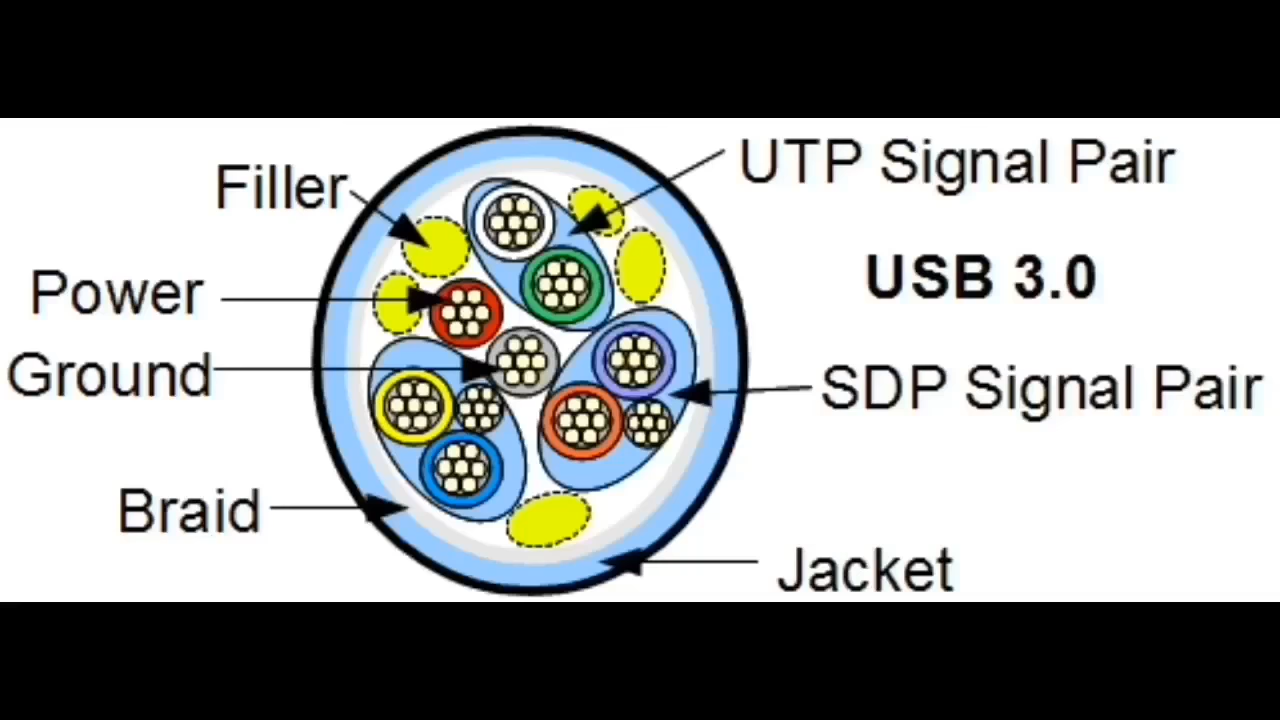 UTP Signal Pair
Filler
USB 3.0
Power
Ground
SDP Signal Pair
Braid
Jacket